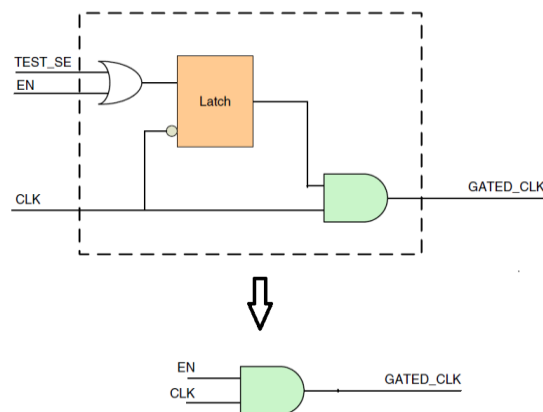 TEST_SE
EN
Latch
CLK
GATED_CLK
EN
CLK
GATED_CLK